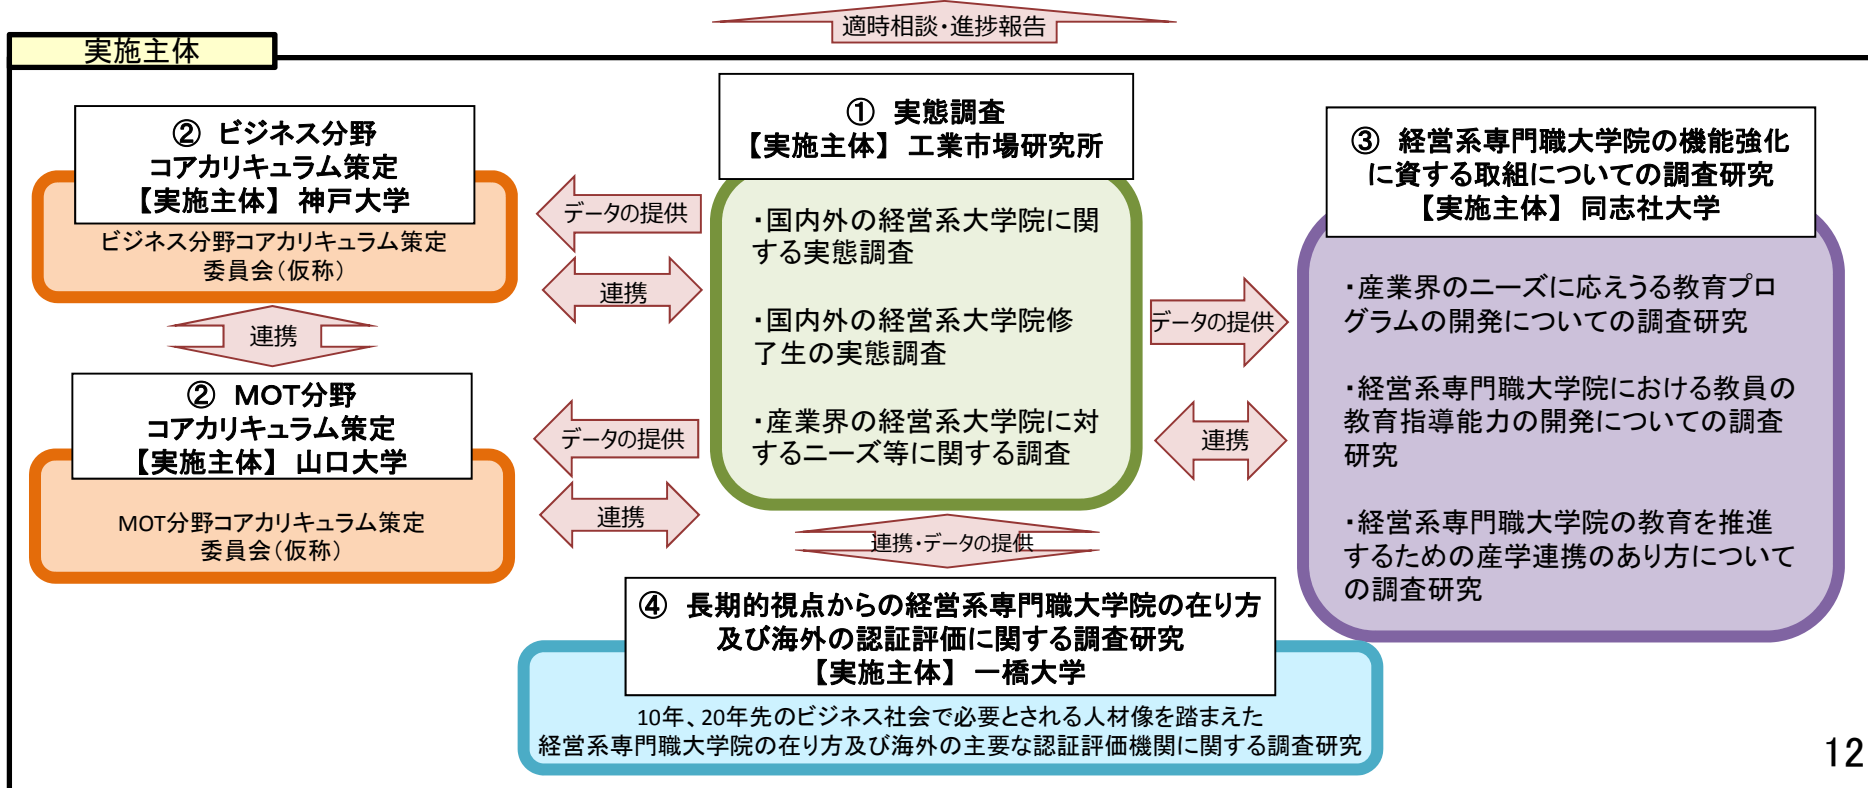 適時相談・進捗報告
実施主体
① 実態調査
【実施主体】工業市場研究所
・国内外の経営系大学院に関
する実態調査
・国内外の経営系大学院修
了生の実態調査
・産業界の経営系大学院に対
するニーズ等に関する調査
② ビジネス分野
コアカリキュラム策定
【実施主体】神戸大学
ビジネス分野コアカリキュラム策定
委員会(仮称)
データの提供
連携
連携
② MOT分野
コアカリキュラム策定
【実施主体】山口大学
MOT分野コアカリキュラム策定
委員会(仮称)
データの提供
連携
データの提供
連携
③ 経営系専門職大学院の機能強化
に資する取組についての調査研究
【実施主体】同志社大学
・産業界のニーズに応えうる教育プロ
グラムの開発についての調査研究
・経営系専門職大学院における教員の
教育指導能力の開発についての調査
研究
・経営系専門職大学院の教育を推進
するための産学連携のあり方について
の調査研究
連携・データの提供
④ 長期的視点からの経営系専門職大学院の在り方
及び海外の認証評価に関する調査研究
【実施主体】一橋大学
10年、20年先のビジネス社会で必要とされる人材像を踏まえた
経営系専門職大学院の在り方及び海外の主要な認証評価機関に関する調査研究
12